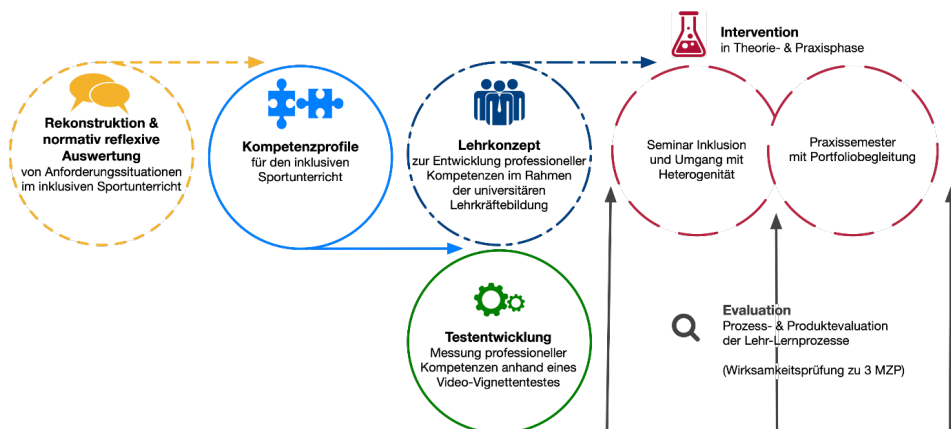 Rekonstruktion &
normativ reflexive
Auswertung
von Anforderungssituationen
im inklusiven Sportunterricht
Kompetenzprofile
für den inklusiven
Sportunterricht
Lehrkonzept
zur Entwicklung professioneller
Kompetenzen im Rahmen
der universitären
Lehrkräftebildung
Testentwicklung
Messung professioneller
Kompetenzen anhand eines
Video-Vignettentestes
Intervention
in Theorie- & Praxisphase
Seminar Inklusion
und Umgang mit
Heterogenität
Praxissemester
mit Portfoliobegleitung
Evaluation
Prozess- & Produktevaluation
der Lehr-Lernprozesse
(Wirksamkeitsprüfung zu 3 MZP)